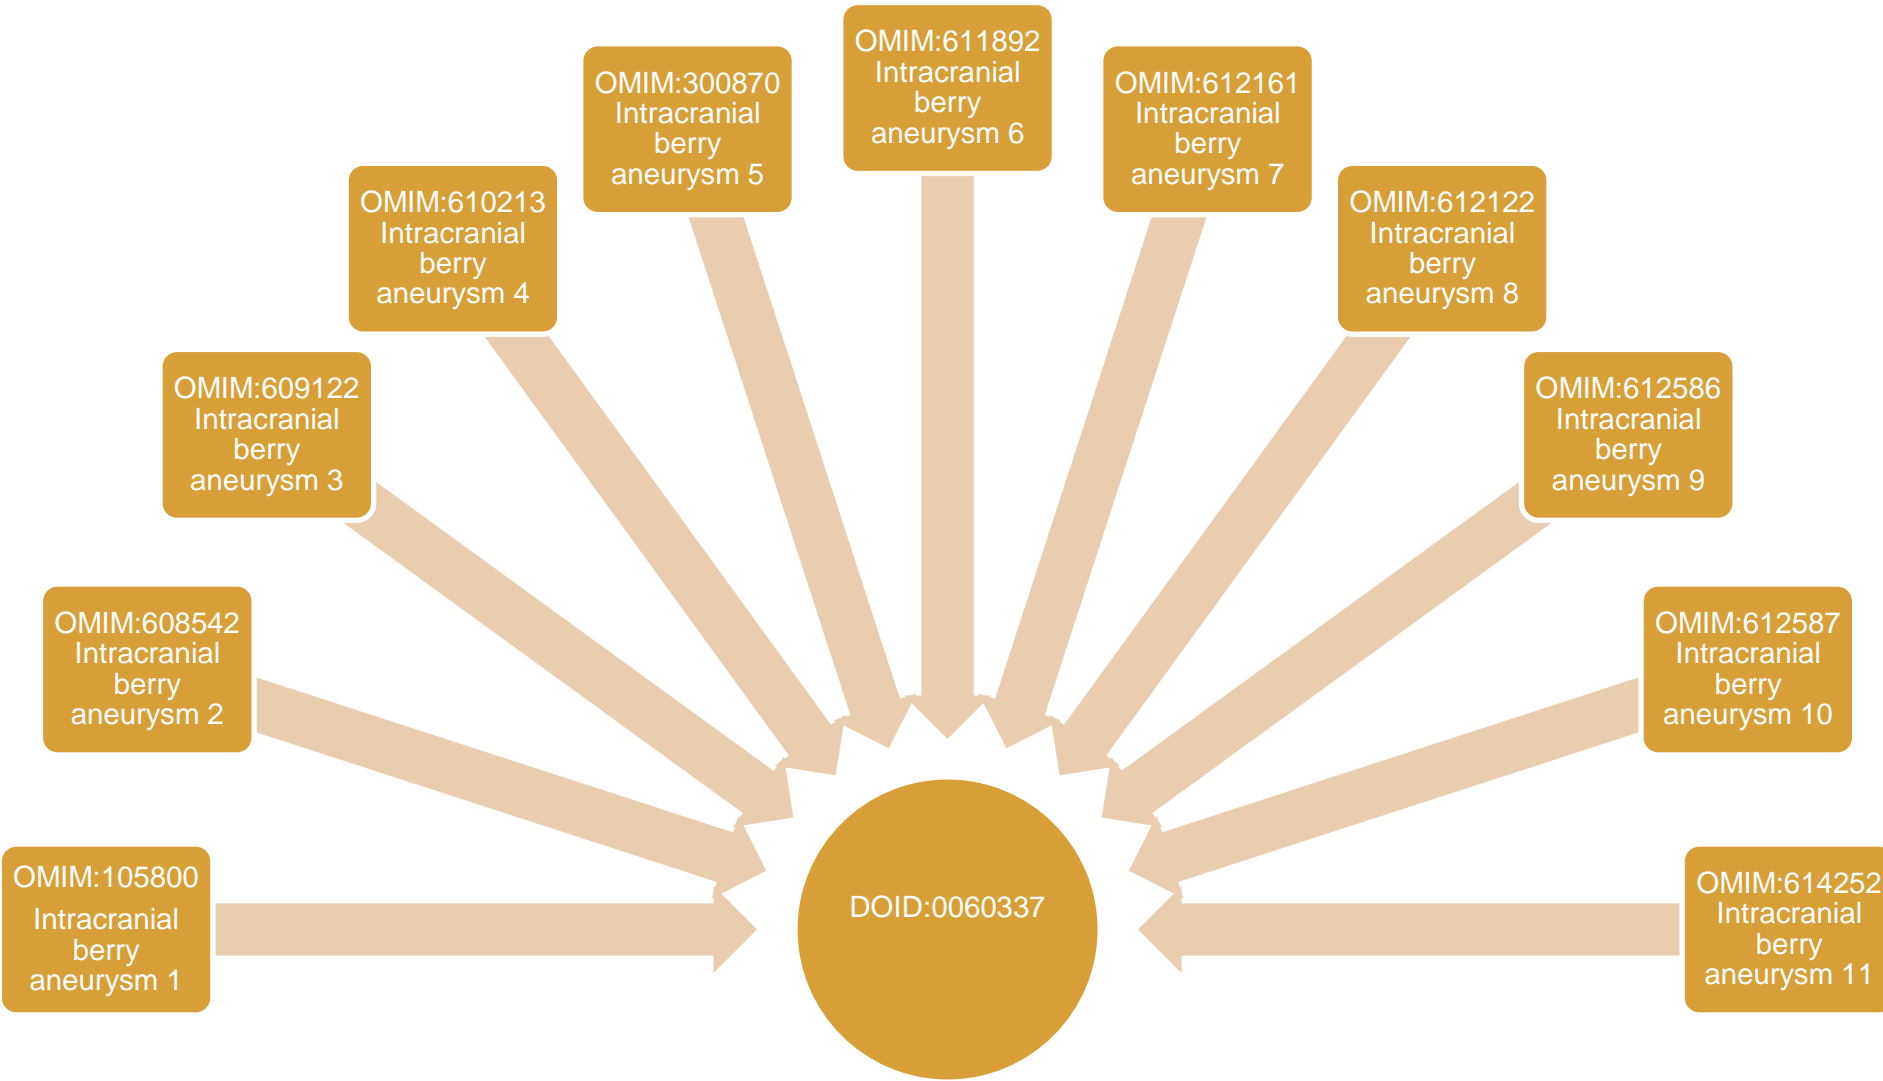 OMIM:105800
Intracranial
berry
aneurysm 1
OMIM:608542
Intracranial
berry
aneurysm 2
OMIM:609122
Intracranial
berry
aneurysm 3
OMIM:610213
Intracranial
berry
aneurysm 4
OMIM:300870
Intracranial
berry
aneurysm 5
OMIM:611892
Intracranial
berry
aneurysm 6
OMIM:612161
Intracranial
berry
aneurysm 7
OMIM:612122
Intracranial
berry
aneurysm 8
OMIM:612586
Intracranial
berry
aneurysm 9
OMIM:612587
Intracranial
berry
aneurysm 10
OMIM:614252
Intracranial
berry
aneurysm 11
DOID:0060337